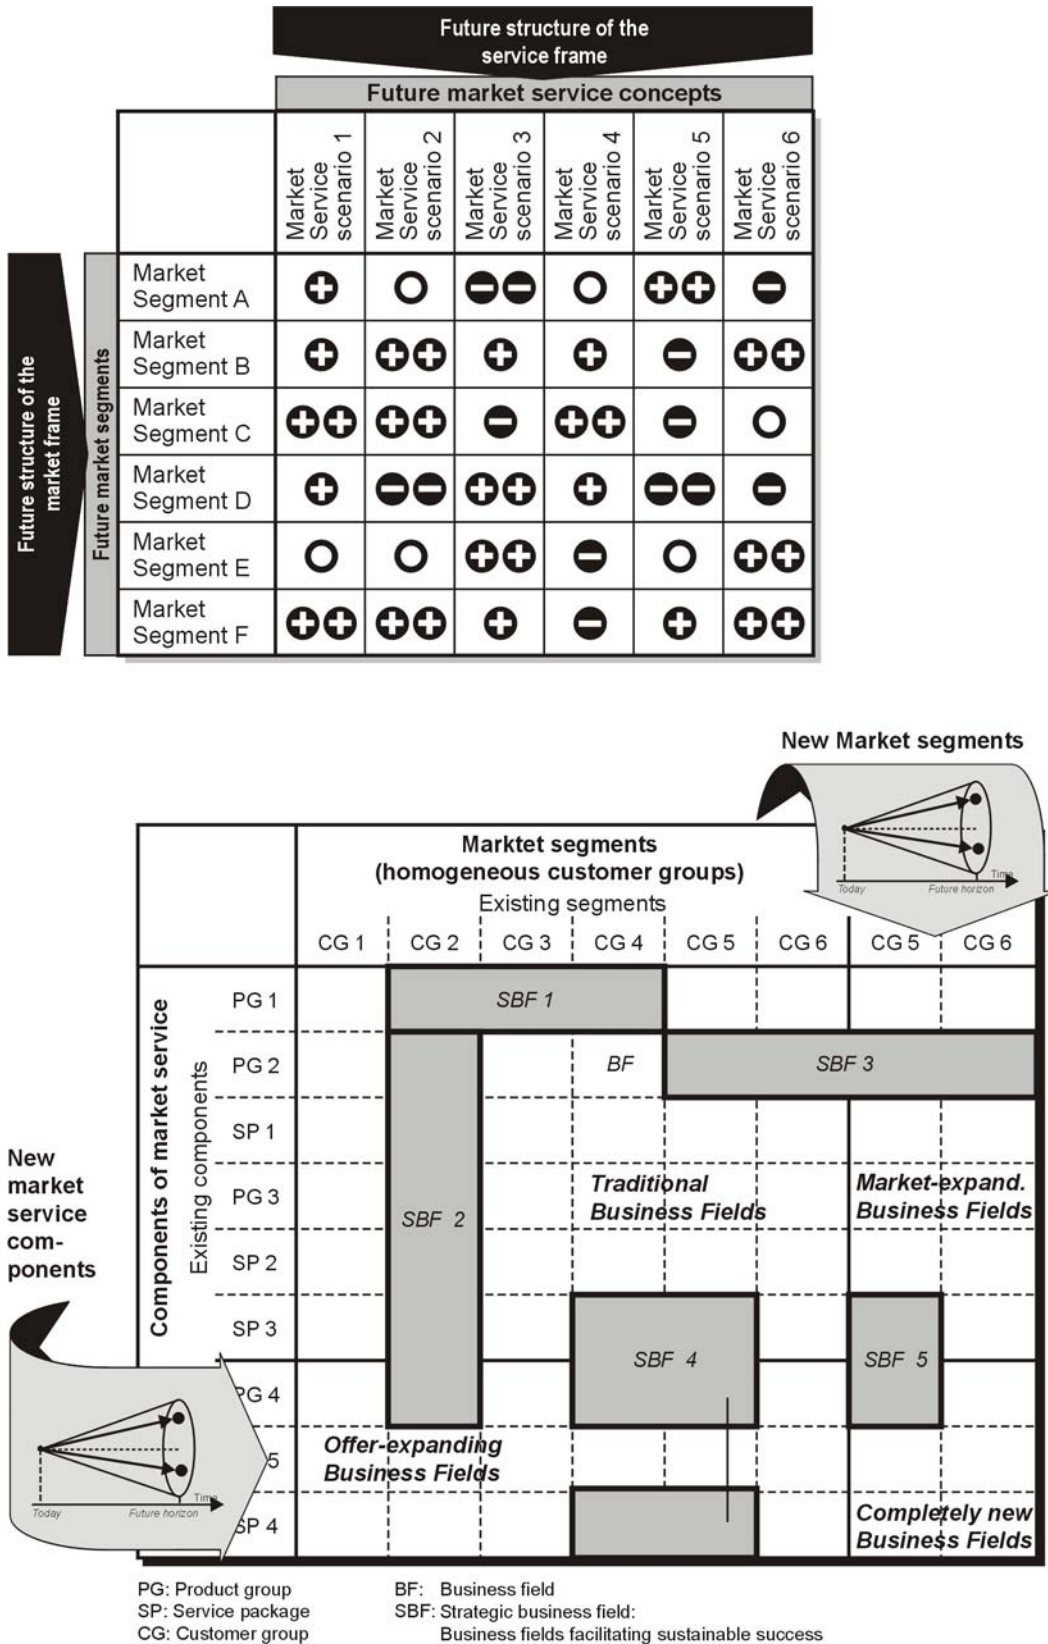 Future structure of the
service frame
Future market service concepts
Market
Service
scenario 1
Market
Service
scenario 2
Market
Service
scenario 3
Market
Service
scenario 4
Market
Service
scenario 5
Market
Service
scenario 6
Future structure of the
market frame
Future market segments
Market
Segment A
Market
Segment B
Market
Segment C
Market
Segment D
Market
Segment E
Market
Segment F
New Market segments
Time
Today
Future horizon
Marktet segments
(homogeneous customer groups)
Existing segments
CG 1
CG 2
CG 3
CG 4
CG 5
CG 6
CG 5
CG 6
Components of market service
Existing components
PG 1
SBF 1
PG 2
BF
SBF 3
SP 1
PG 3
Traditional
Business Fields
Market-expand.
Business Fields
SBF 2
SP 2
SP 3
SBF 4
SBF 5
PG 4
Offer-expanding
Business Fields
5
SP 4
Completely new
Business Fields
New
market
service
com-
ponents
Time
Today
Future horizon
PG: Product group
SP: Service package
CG: Customer group
BF: Business field
SBF: Strategic business field:
Business fields facilitating sustainable success